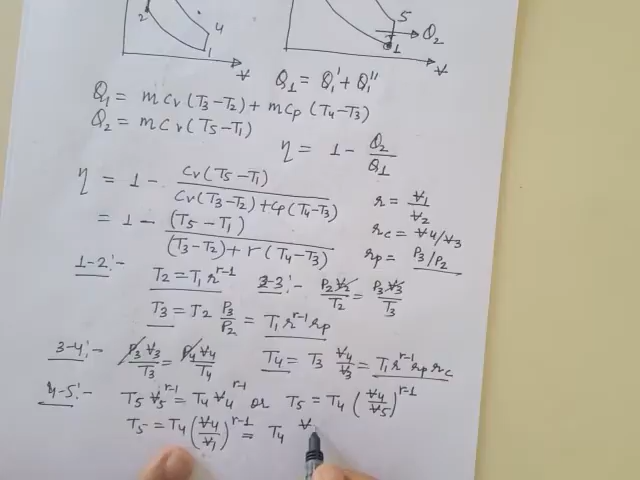 2 4 5 Q₂
1 1
V V
Q₁ = Q₁' + Q₁''
Q₁ = mCv(T₃-T₂) + mCp(T₄-T₃)
Q₂ = mCv(T₅-T₁)
η = 1 - Q₂/Q₁
η = 1 - Cv(T₅-T₁)/(Cv(T₃-T₂)+Cp(T₄-T₃)) r = V₁/V₂
= 1 - (T₅-T₁)/((T₃-T₂)+r(T₄-T₃)) rc = V₄/V₃
rp = P₃/P₂
1-2:- T₂ = T₁ r^(r-1) 2-3:- P₂V₂/T₂ = P₃V₃/T₃
T₃ = T₂ P₃/P₂ = T₁ r^(r-1) rp
3-4:- P₃V₃/T₃ = P₄V₄/T₄ T₄ = T₃ V₄/V₃ = T₁ r^(r-1) rp rc
4-5:- T₅ V₅^(r-1) = T₄ V₄^(r-1) or T₅ = T₄ (V₄/V₅)^(r-1)
T₅ = T₄ (V₄/V₁)^(r-1) = T₄ V